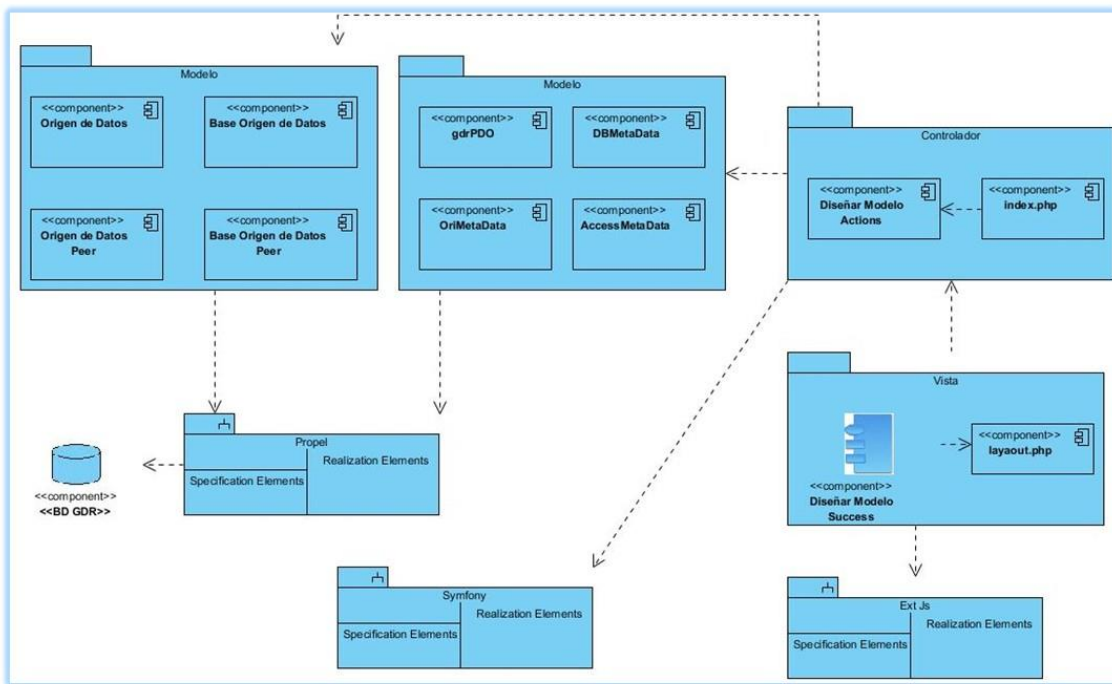 Modelo
<<component>>
Origen de Datos
<<component>>
Base Origen de Datos
<<component>>
Origen de Datos
Peer
<<component>>
Base Origen de Datos
Peer
Modelo
<<component>>
gdrPDO
<<component>>
DBMetaData
<<component>>
OriMetaData
<<component>>
AccessMetaData
Controlador
<<component>>
Diseñar Modelo
Actions
<<component>>
index.php
Vista
<<component>>
Diseñar Modelo
Success
<<component>>
layaout.php
Propel
Specification Elements
Realization Elements
<<component>>
<<BD GDR>>
Symfony
Specification Elements
Realization Elements
Ext Js
Specification Elements
Realization Elements